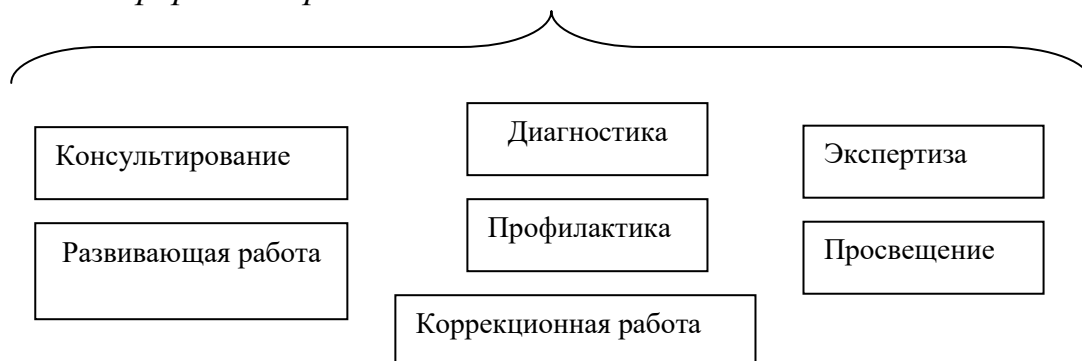 Консультирование
Диагностика
Экспертиза
Развивающая работа
Профилактика
Просвещение
Коррекционная работа